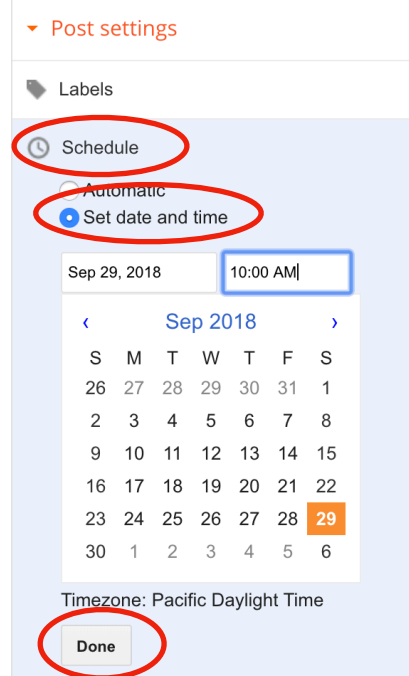 Post settings
Labels
Schedule
Automatic
Set date and time
Sep 29, 2018 10:00 AM
‹ Sep 2018 ›
S M T W T F S
26 27 28 29 30 31 1
2 3 4 5 6 7 8
9 10 11 12 13 14 15
16 17 18 19 20 21 22
23 24 25 26 27 28 29
30 1 2 3 4 5 6
Timezone: Pacific Daylight Time
Done